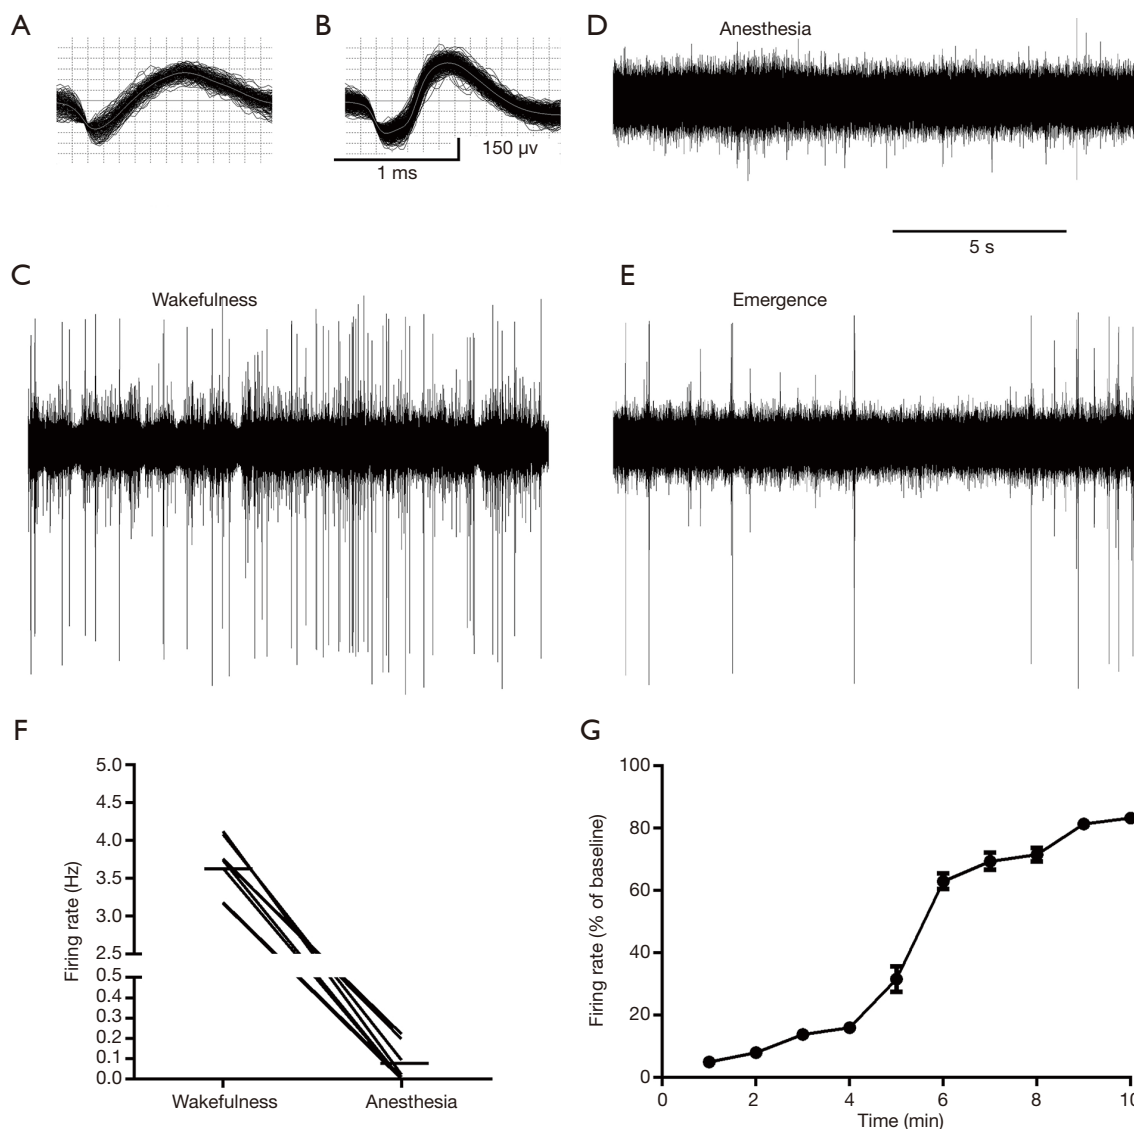 A
B
150 μv
1 ms
D
Anesthesia
5 s
C
Wakefulness
E
Emergence
F
5.0
4.5
4.0
3.5
3.0
2.5
0.5
0.4
0.3
0.2
0.1
0.0
Firing rate (Hz)
Wakefulness
Anesthesia
G
100
80
60
40
20
0
Firing rate (% of baseline)
0
2
4
6
8
10
Time (min)